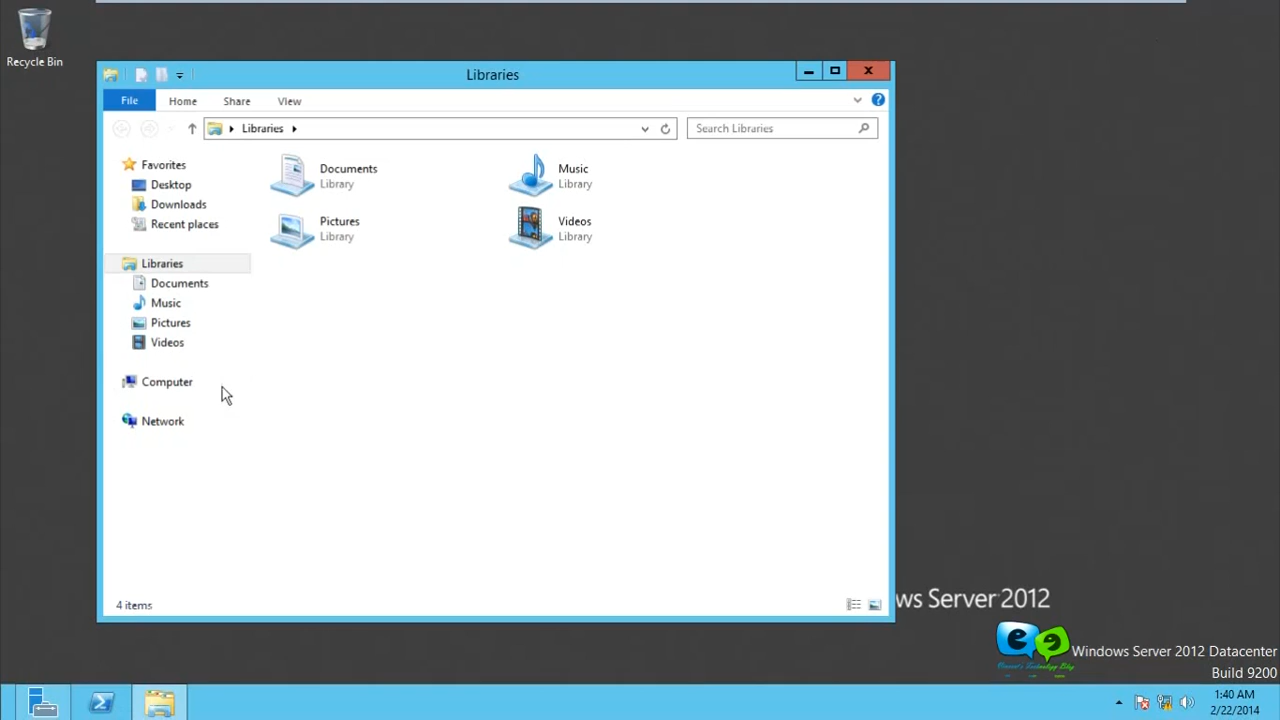 Recycle Bin
Libraries
File
Home
Share
View
Libraries
Search Libraries
Favorites
Desktop
Downloads
Recent places
Libraries
Documents
Music
Pictures
Videos
Computer
Network
Documents
Library
Music
Library
Pictures
Library
Videos
Library
4 items
ws Server 2012
Windows Server 2012 Datacenter
Build 9200
1:40 AM
2/22/2014